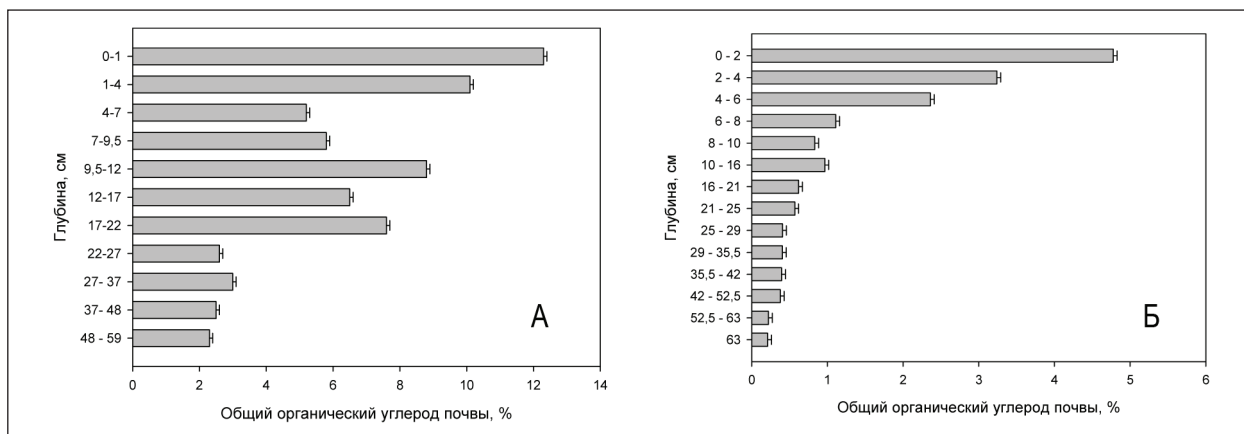 Глубина, см
0-1
1-4
4-7
7-9,5
9,5-12
12-17
17-22
22-27
27- 37
37- 48
48 - 59
А
0 2 4 6 8 10 12 14
Общий органический углерод почвы, %
Глубина, см
0 - 2
2 - 4
4 - 6
6 - 8
8 - 10
10 - 16
16 - 21
21 - 25
25 - 29
29 - 35,5
35,5 - 42
42 - 52,5
52,5 - 63
63
Б
0 1 2 3 4 5 6
Общий органический углерод почвы, %